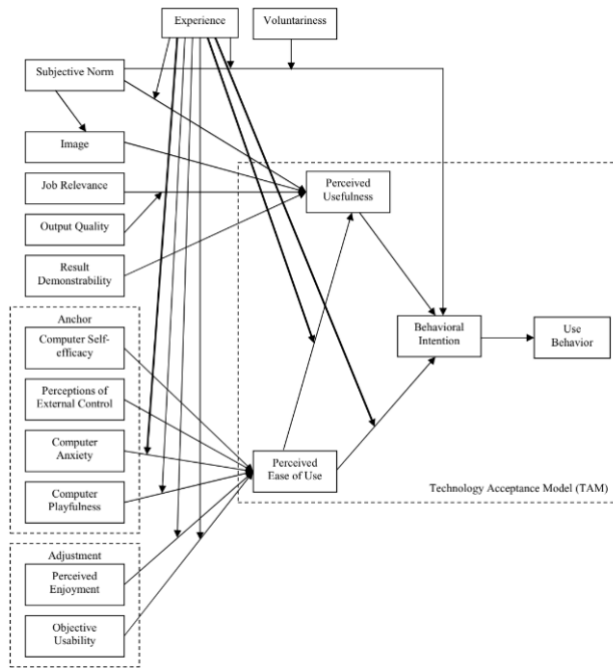 Experience
Voluntariness
Subjective Norm
Image
Job Relevance
Output Quality
Result
Demonstrability
Perceived
Usefulness
Anchor
Computer Self-
efficacy
Perceptions of
External Control
Computer
Anxiety
Computer
Playfulness
Behavioral
Intention
Use
Behavior
Perceived
Ease of Use
Technology Acceptance Model (TAM)
Adjustment
Perceived
Enjoyment
Objective
Usability